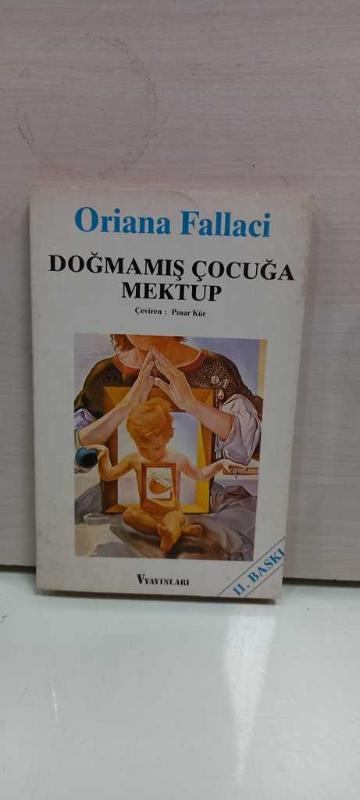 Oriana Fallaci
DOĞMAMIŞ ÇOCUĞA
MEKTUP
Çeviren : Pınar Kür
V YAYINLARI
11. BASKI